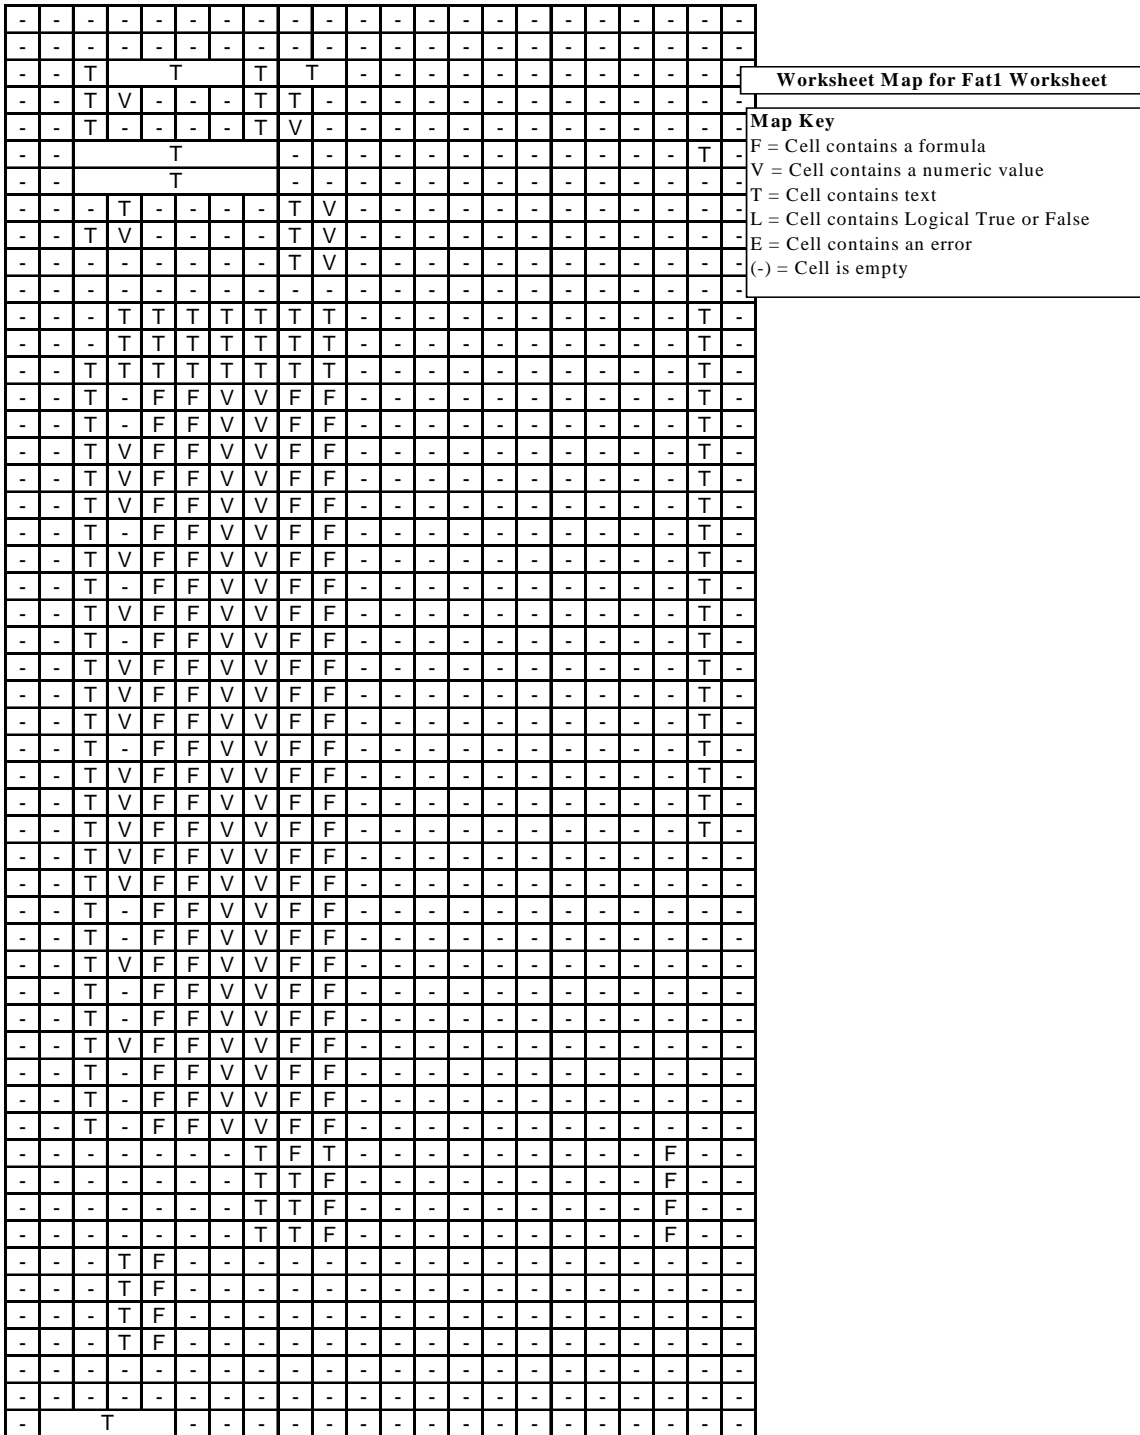 - - - - - - - - - - - - - - - - - - - - - -
- - - - - - - - - - - - - - - - - - - - - -
- - T T T T - - - - - - - - - - - -
Worksheet Map for Fat1 Worksheet
- - T V - - - T T - - - - - - - - - - - - -
- - T - - - - T V - - - - - - - - - - - - -
- - T - - - - - - - - - - - - T -
- - T - - - - - - - - - - - - - -
- - - T - - - - T V - - - - - - - - - - - -
- - T V - - - - T V - - - - - - - - - - - -
- - - - - - - - T V - - - - - - - - - - - -
- - - - - - - - - - - - - - - - - - - - - -
Map Key
F = Cell contains a formula
V = Cell contains a numeric value
T = Cell contains text
L = Cell contains Logical True or False
E = Cell contains an error
(-) = Cell is empty
- - - T T T T T T T - - - - - - - - - - T -
- - - T T T T T T T - - - - - - - - - - T -
- - T T T T T T T T - - - - - - - - - - T -
- - T - F F V V F F - - - - - - - - - - T -
- - T - F F V V F F - - - - - - - - - - T -
- - T V F F V V F F - - - - - - - - - - T -
- - T V F F V V F F - - - - - - - - - - T -
- - T V F F V V F F - - - - - - - - - - T -
- - T - F F V V F F - - - - - - - - - - T -
- - T V F F V V F F - - - - - - - - - - T -
- - T - F F V V F F - - - - - - - - - - T -
- - T V F F V V F F - - - - - - - - - - T -
- - T - F F V V F F - - - - - - - - - - T -
- - T V F F V V F F - - - - - - - - - - T -
- - T V F F V V F F - - - - - - - - - - T -
- - T V F F V V F F - - - - - - - - - - T -
- - T - F F V V F F - - - - - - - - - - T -
- - T V F F V V F F - - - - - - - - - - T -
- - T V F F V V F F - - - - - - - - - - T -
- - T V F F V V F F - - - - - - - - - - T -
- - T V F F V V F F - - - - - - - - - - - -
- - T V F F V V F F - - - - - - - - - - - -
- - T - F F V V F F - - - - - - - - - - - -
- - T - F F V V F F - - - - - - - - - - - -
- - T V F F V V F F - - - - - - - - - - - -
- - T - F F V V F F - - - - - - - - - - - -
- - T - F F V V F F - - - - - - - - - - - -
- - T V F F V V F F - - - - - - - - - - - -
- - T - F F V V F F - - - - - - - - - - - -
- - T - F F V V F F - - - - - - - - - - - -
- - T - F F V V F F - - - - - - - - - - - -
- - - - - - - T F T - - - - - - - - - F - -
- - - - - - - T T F - - - - - - - - - F - -
- - - - - - - T T F - - - - - - - - - F - -
- - - - - - - T T F - - - - - - - - - F - -
- - - T F - - - - - - - - - - - - - - - - -
- - - T F - - - - - - - - - - - - - - - - -
- - - T F - - - - - - - - - - - - - - - - -
- - - T F - - - - - - - - - - - - - - - - -
- - - - - - - - - - - - - - - - - - - - - -
- - - - - - - - - - - - - - - - - - - - - -
- T - - - - - - - - - - - - - - - - -